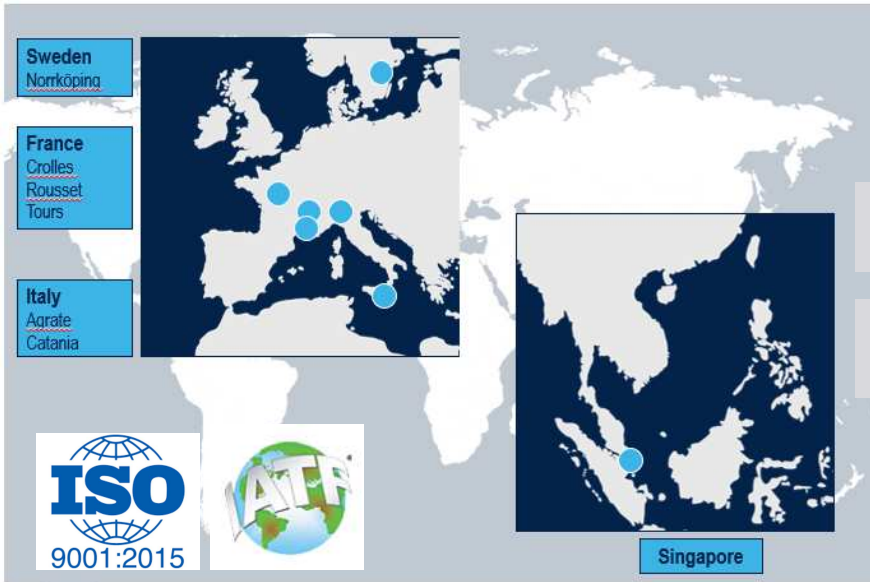 Sweden
Norrköping
France
Crolles
Rousset
Tours
Italy
Agrate
Catania
ISO
9001:2015
IATF
Singapore